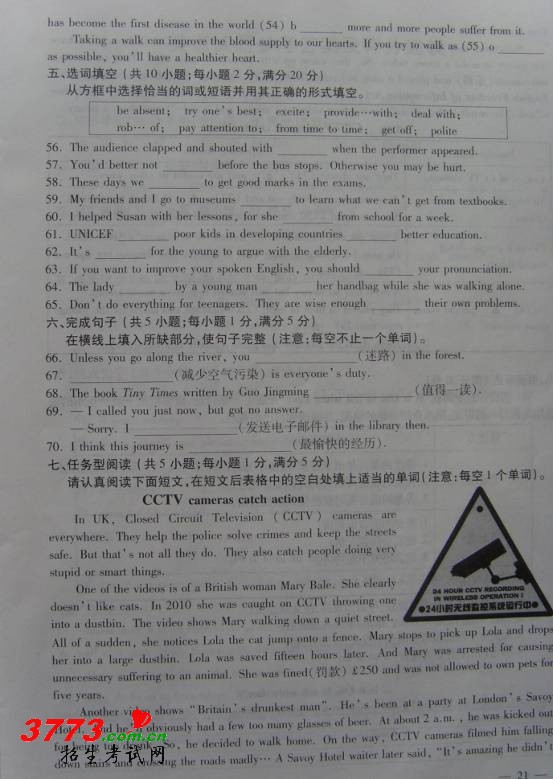 has become the first disease in the world (54) b ______ more and more people suffer from it.
Taking a walk can improve the blood supply to our hearts. If you try to walk as (55) o ______
as possible, you'll have a healthier heart.
五、选词填空 (共 10 小题;每小题 2 分,满分 20 分)
从方框中选择恰当的词或短语并用其正确的形式填空。
be absent; try one's best; excite; provide…with; deal with;
rob… of; pay attention to; from time to time; get off; polite
56. The audience clapped and shouted with ______ when the performer appeared.
57. You'd better not ______ before the bus stops. Otherwise you may be hurt.
58. These days we ______ to get good marks in the exams.
59. My friends and I go to museums ______ to learn what we can't get from textbooks.
60. I helped Susan with her lessons, for she ______ from school for a week.
61. UNICEF ______ poor kids in developing countries ______ better education.
62. It's ______ for the young to argue with the elderly.
63. If you want to improve your spoken English, you should ______ your pronunciation.
64. The lady ______ by a young man ______ her handbag while she was walking alone.
65. Don't do everything for teenagers. They are wise enough ______ their own problems.
六、完成句子 (共 5 小题;每小题 1 分,满分 5 分)
在横线上填入所缺部分,使句子完整 (注意:每空不止一个单词)。
66. Unless you go along the river, you ______ (迷路) in the forest.
67. ______ (减少空气污染) is everyone's duty.
68. The book Tiny Times written by Guo Jingming ______ (值得一读).
69. — I called you just now, but got no answer.
— Sorry. I ______ (发送电子邮件) in the library then.
70. I think this journey is ______ (最愉快的经历).
七、任务型阅读 (共 5 小题;每小题 1 分,满分 5 分)
请认真阅读下面短文,在短文后表格中的空白处填上适当的单词(注意:每空 1 个单词)。
CCTV cameras catch action
In UK, Closed Circuit Television (CCTV) cameras are
everywhere. They help the police solve crimes and keep the streets
safe. But that's not all they do. They also catch people doing very
stupid or smart things.
One of the videos is of a British woman Mary Bale. She clearly
doesn't like cats. In 2010 she was caught on CCTV throwing one
into a dustbin. The video shows Mary walking down a quiet street.
24 HOUR CCTV RECORDING
IN WIRELESS OPERATION!
●24小时无线监控系统运行中●
All of a sudden, she notices Lola the cat jump onto a fence. Mary stops to pick up Lola and drops
her into a large dustbin. Lola was saved fifteen hours later. And Mary was arrested for causing
unnecessary suffering to an animal. She was fined(罚款) £250 and was not allowed to own pets for
five years.
Another video shows "Britain's drunkest man". He's been at a party at London's Savoy
and he obviously had a few too many glasses of beer. At about 2 a.m., he was kicked out
for being too drunk. So, he decided to walk home. On the way, CCTV cameras filmed him falling
down stairs and crossing the roads madly… A Savoy Hotel waiter later said, "It's amazing he didn't
— 21 —
3773.com.cn
招生考试网